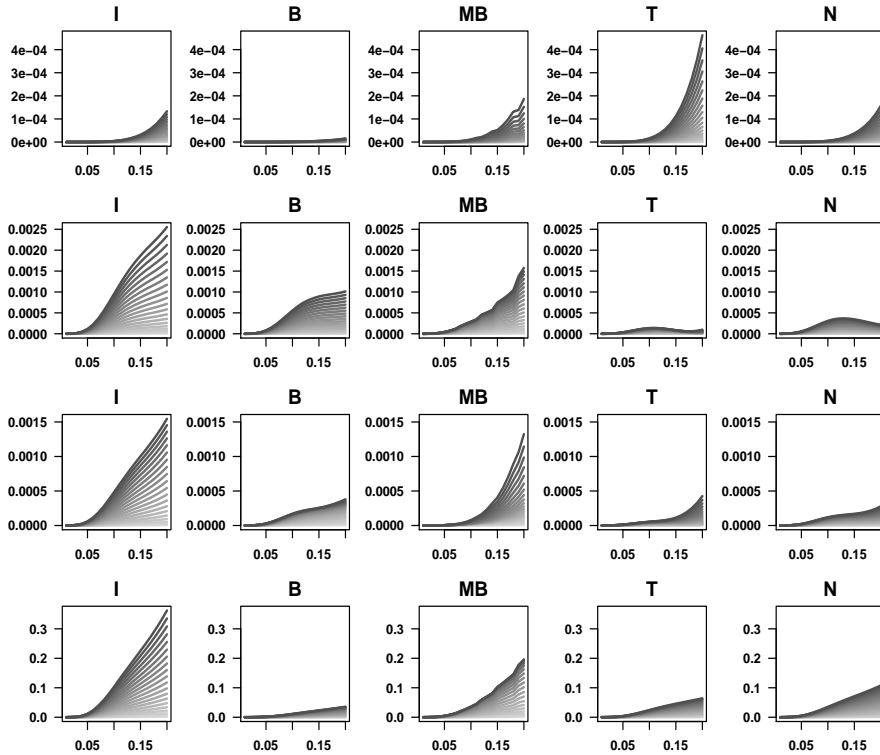 I B MB T N
4e−04 4e−04 4e−04 4e−04 4e−04
3e−04 3e−04 3e−04 3e−04 3e−04
2e−04 2e−04 2e−04 2e−04 2e−04
1e−04 1e−04 1e−04 1e−04 1e−04
0e+00 0e+00 0e+00 0e+00 0e+00
0.05 0.15 0.05 0.15 0.05 0.15 0.05 0.15 0.05 0.15
I B MB T N
0.0025 0.0025 0.0025 0.0025 0.0025
0.0020 0.0020 0.0020 0.0020 0.0020
0.0015 0.0015 0.0015 0.0015 0.0015
0.0010 0.0010 0.0010 0.0010 0.0010
0.0005 0.0005 0.0005 0.0005 0.0005
0.0000 0.0000 0.0000 0.0000 0.0000
0.05 0.15 0.05 0.15 0.05 0.15 0.05 0.15 0.05 0.15
I B MB T N
0.0015 0.0015 0.0015 0.0015 0.0015
0.0010 0.0010 0.0010 0.0010 0.0010
0.0005 0.0005 0.0005 0.0005 0.0005
0.0000 0.0000 0.0000 0.0000 0.0000
0.05 0.15 0.05 0.15 0.05 0.15 0.05 0.15 0.05 0.15
I B MB T N
0.3 0.3 0.3 0.3 0.3
0.2 0.2 0.2 0.2 0.2
0.1 0.1 0.1 0.1 0.1
0.0 0.0 0.0 0.0 0.0
0.05 0.15 0.05 0.15 0.05 0.15 0.05 0.15 0.05 0.15